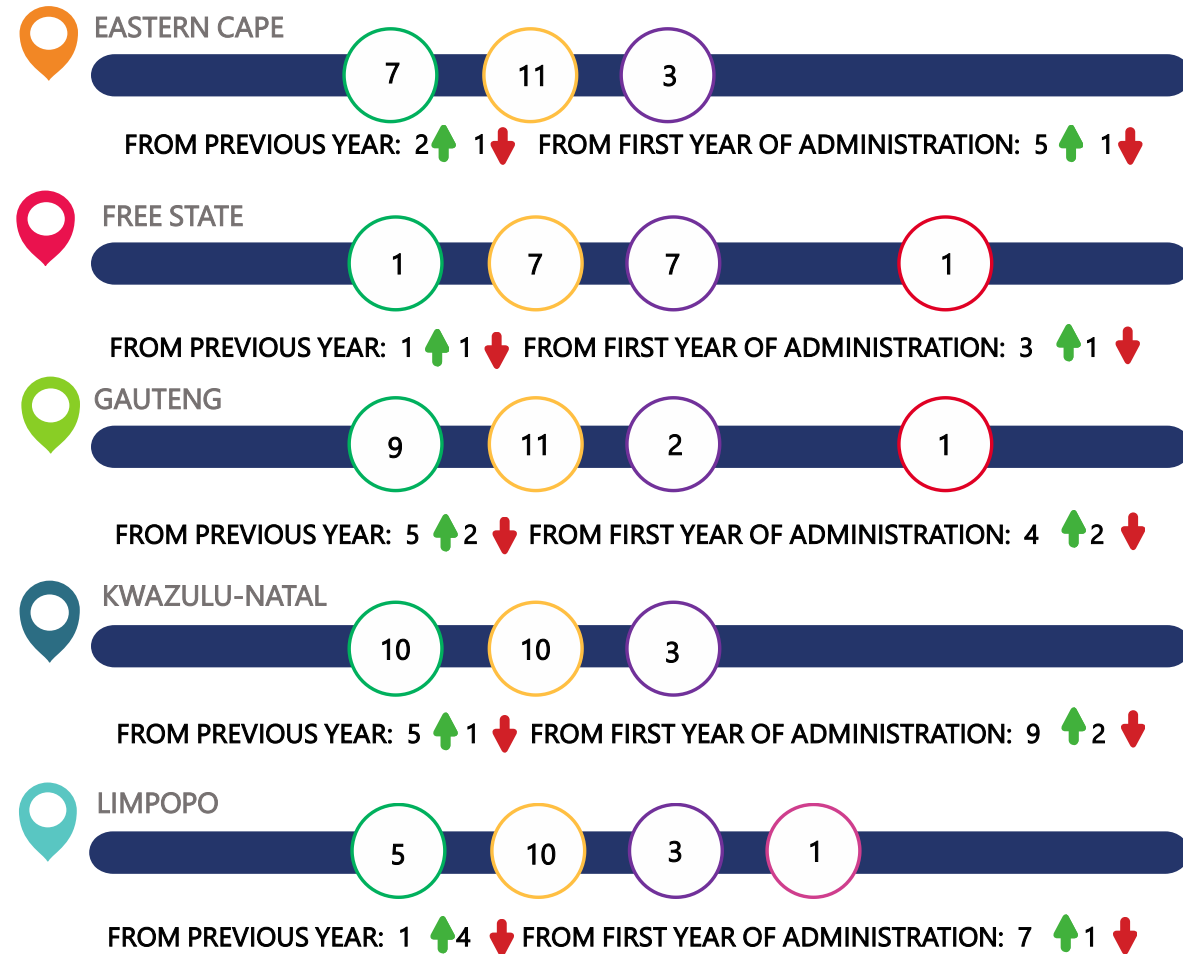 EASTERN CAPE
7 11 3
FROM PREVIOUS YEAR: 2 1 FROM FIRST YEAR OF ADMINISTRATION: 5 1
FREE STATE
1 7 7 1
FROM PREVIOUS YEAR: 1 1 FROM FIRST YEAR OF ADMINISTRATION: 3 1
GAUTENG
9 11 2 1
FROM PREVIOUS YEAR: 5 2 FROM FIRST YEAR OF ADMINISTRATION: 4 2
KWAZULU-NATAL
10 10 3
FROM PREVIOUS YEAR: 5 1 FROM FIRST YEAR OF ADMINISTRATION: 9 2
LIMPOPO
5 10 3 1
FROM PREVIOUS YEAR: 1 4 FROM FIRST YEAR OF ADMINISTRATION: 7 1